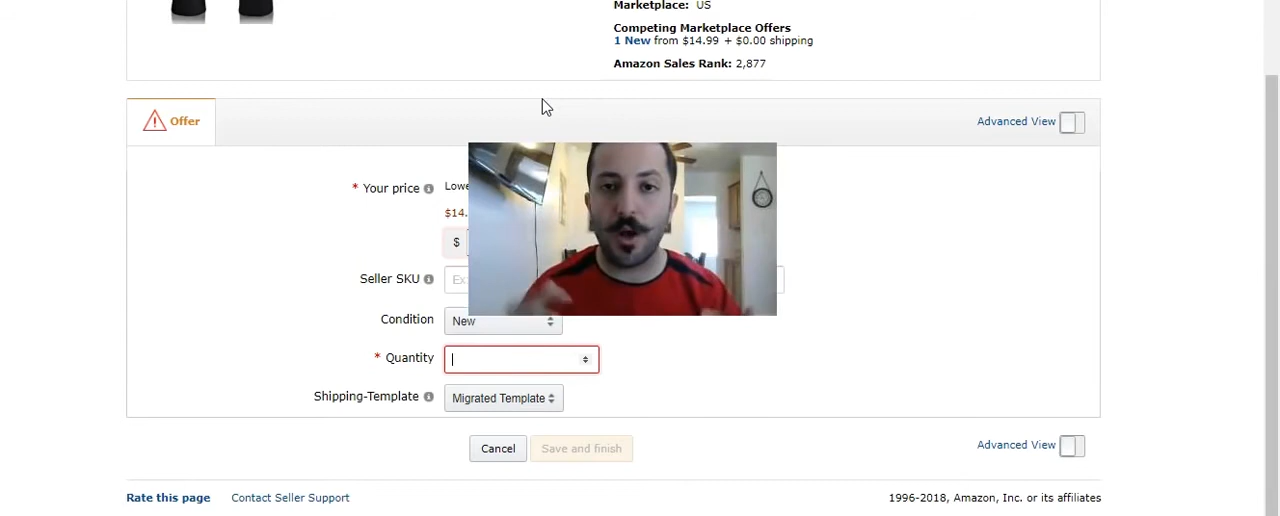 Marketplace: US
Competing Marketplace Offers
1 New from $14.99 + $0.00 shipping
Amazon Sales Rank: 2,877
Offer
Advanced View
* Your price
$14.
$
Seller SKU
Condition
New
* Quantity
Shipping-Template
Migrated Template
Cancel
Save and finish
Advanced View
Rate this page
Contact Seller Support
1996-2018, Amazon, Inc. or its affiliates